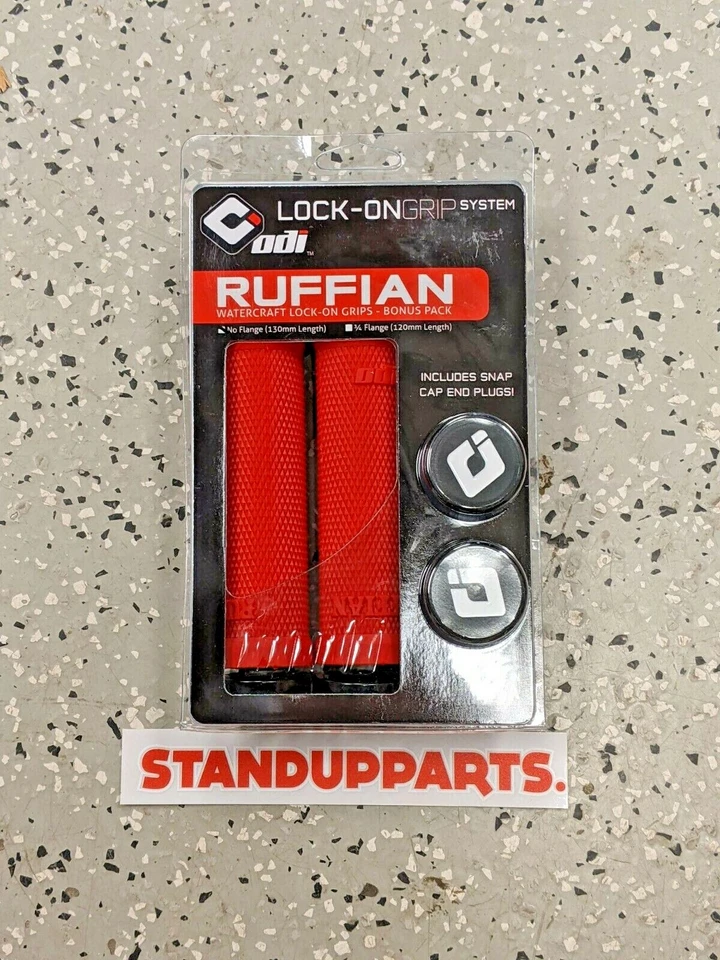 LOCK-ONGRIP SYSTEM
odi™
RUFFIAN
WATERCRAFT LOCK-ON GRIPS - BONUS PACK
No Flange (130mm Length) ¾ Flange (120mm Length)
odi
INCLUDES SNAP
CAP END PLUGS!
STANDUPPARTS.